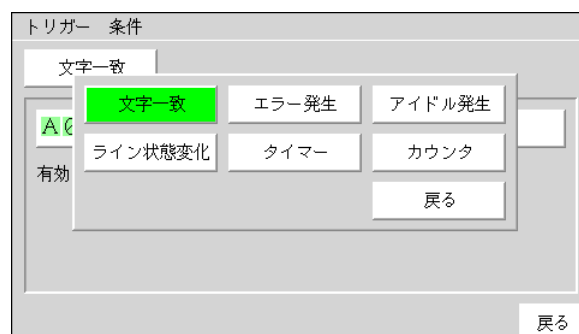 トリガー 条件
文字一致
文字一致 エラー発生 アイドル発生
A0
ライン状態変化 タイマー カウンタ
有効
戻る
戻る